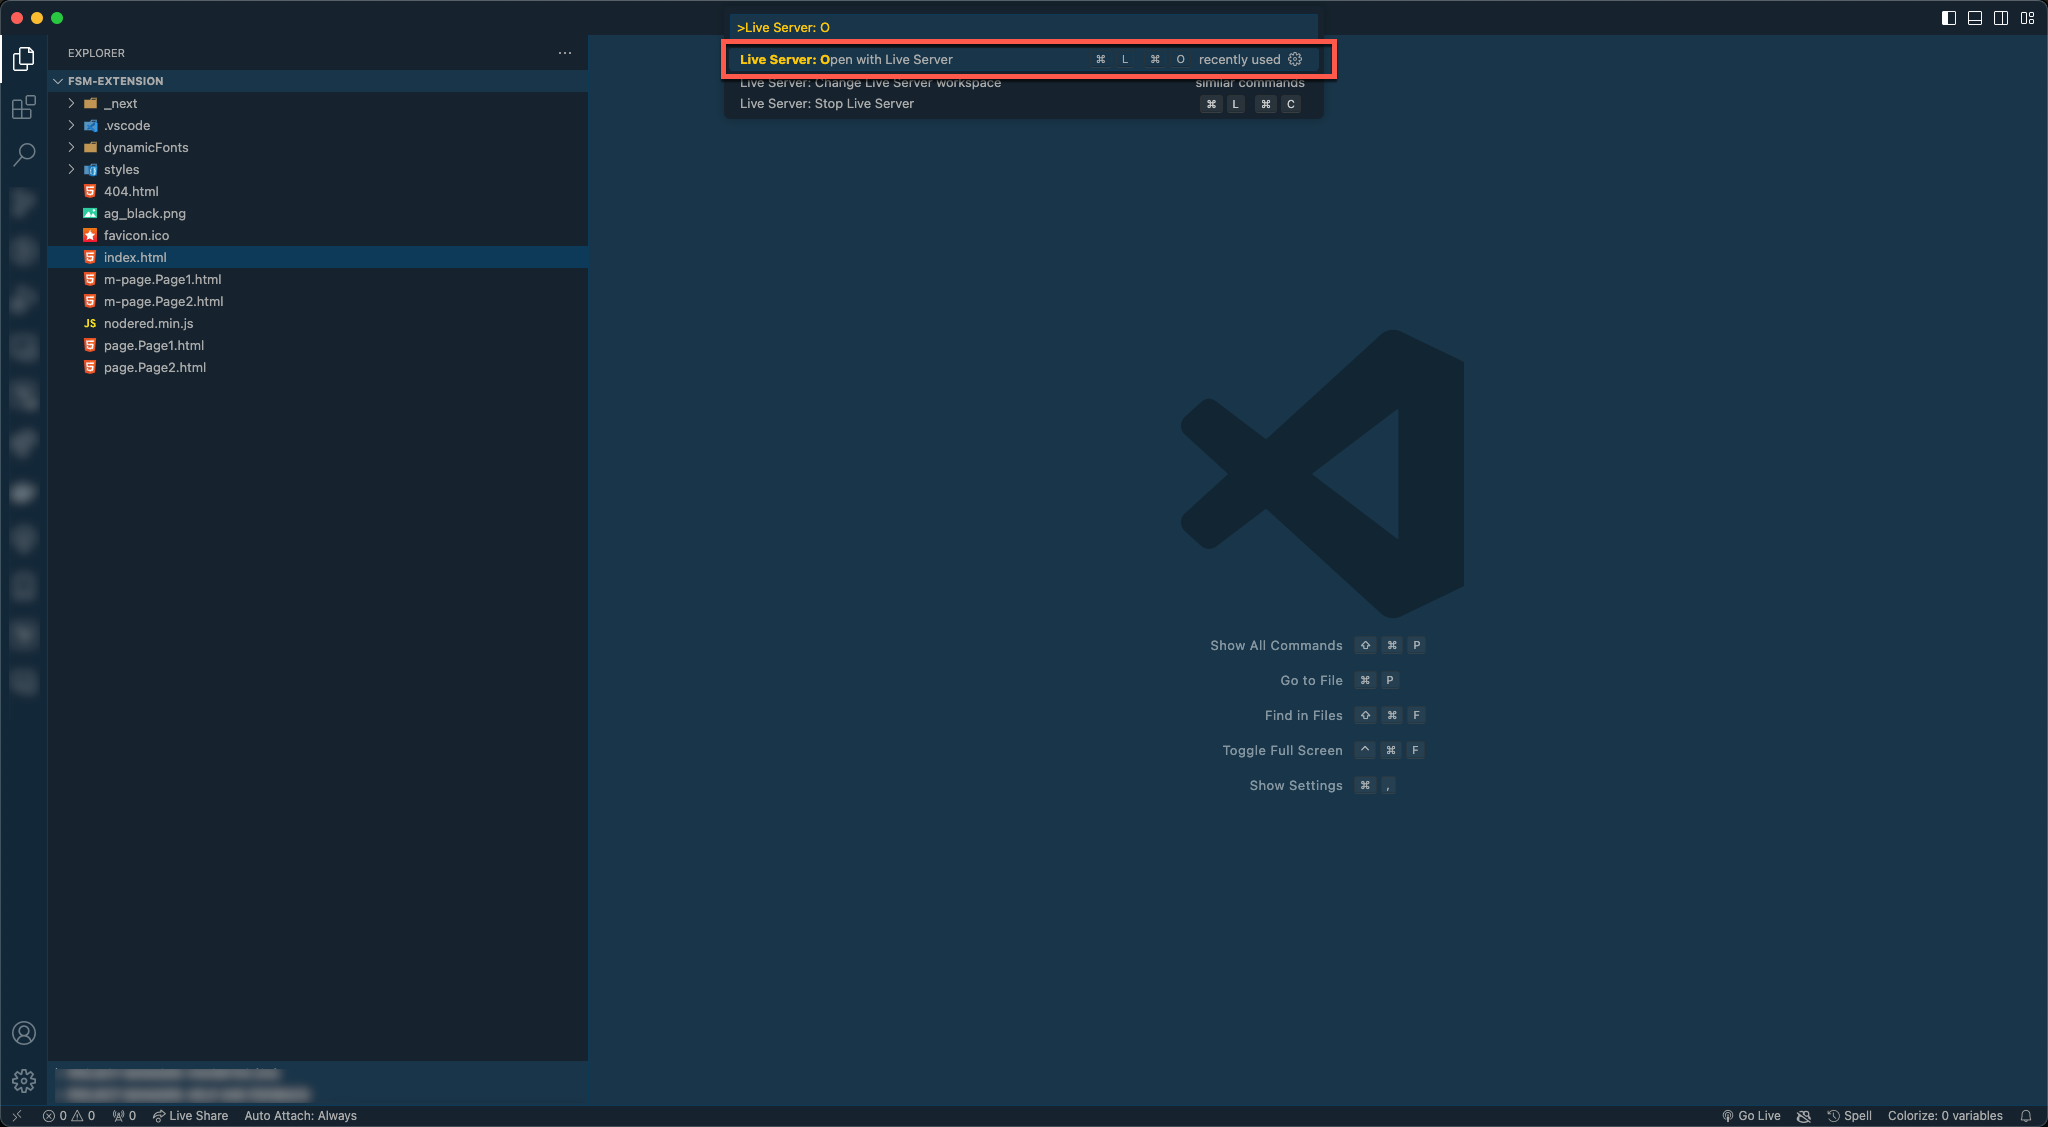 >Live Server: O
Live Server: Open with Live Server ⌘ L ⌘ O recently used
Live Server: Change Live Server workspace similar commands
Live Server: Stop Live Server ⌘ L ⌘ C
EXPLORER ...
FSM-EXTENSION
_next
.vscode
dynamicFonts
styles
404.html
ag_black.png
favicon.ico
index.html
m-page.Page1.html
m-page.Page2.html
JS nodered.min.js
page.Page1.html
page.Page2.html
Show All Commands ⇧ ⌘ P
Go to File ⌘ P
Find in Files ⇧ ⌘ F
Toggle Full Screen ^ ⌘ F
Show Settings ⌘ ,
0 0 0 Live Share Auto Attach: Always
Go Live Spell Colorize: 0 variables